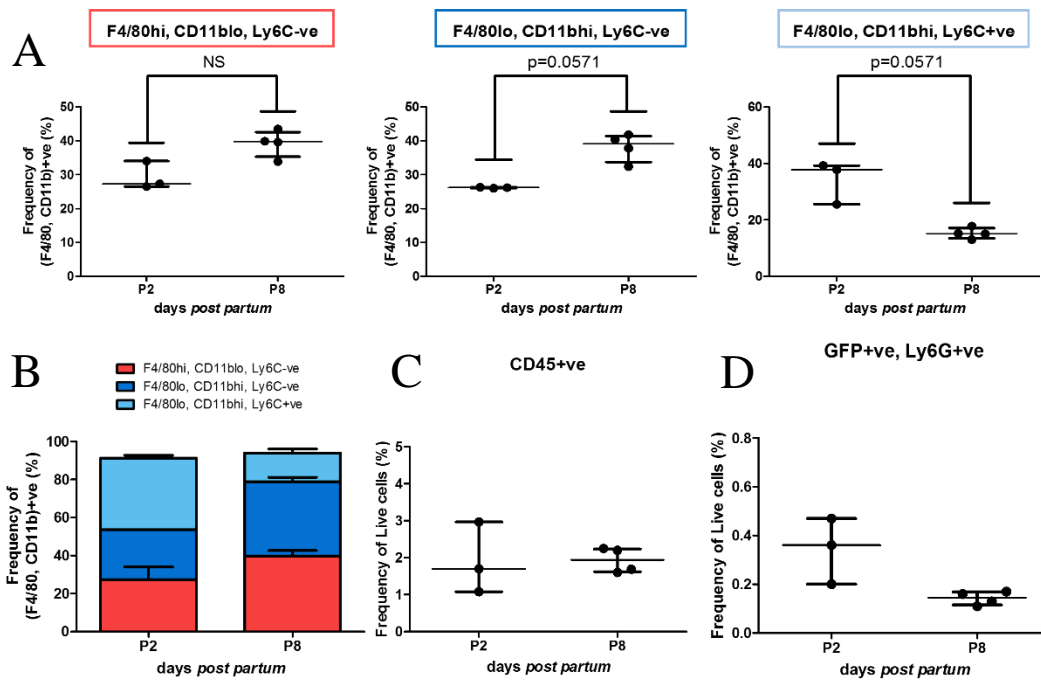 A
F4/80hi, CD11blo, Ly6C-ve
NS
Frequency of
(F4/80, CD11b)+ve (%)
50
40
30
20
10
0
P2
P8
days post partum
F4/80lo, CD11bhi, Ly6C-ve
p=0.0571
Frequency of
(F4/80, CD11b)+ve (%)
50
40
30
20
10
0
P2
P8
days post partum
F4/80lo, CD11bhi, Ly6C+ve
p=0.0571
Frequency of
(F4/80, CD11b)+ve (%)
60
40
20
0
P2
P8
days post partum
B
F4/80hi, CD11blo, Ly6C-ve
F4/80lo, CD11bhi, Ly6C-ve
F4/80lo, CD11bhi, Ly6C+ve
Frequency of
(F4/80, CD11b)+ve (%)
100
80
60
40
20
0
P2
P8
days post partum
C
CD45+ve
Frequency of Live cells (%)
5
4
3
2
1
0
P2
P8
days post partum
D
GFP+ve, Ly6G+ve
Frequency of Live cells (%)
0.8
0.6
0.4
0.2
0.0
P2
P8
days post partum